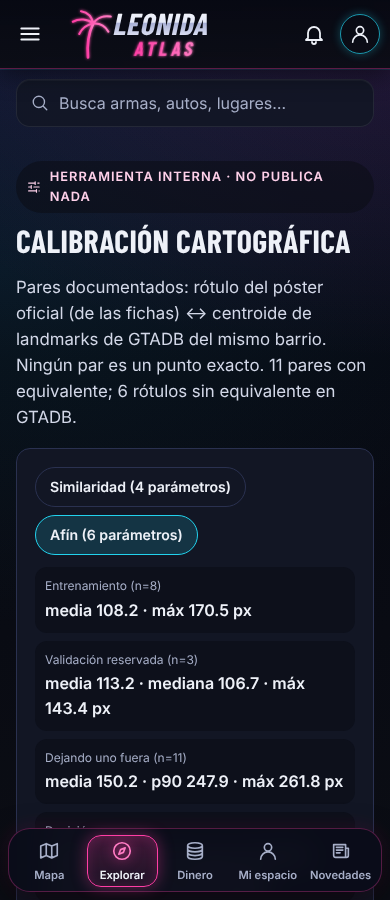 LEONIDA
ATLAS
Busca armas, autos, lugares...
HERRAMIENTA INTERNA · NO PUBLICA
NADA
CALIBRACIÓN CARTOGRÁFICA
Pares documentados: rótulo del póster
oficial (de las fichas) ↔ centroide de
landmarks de GTADB del mismo barrio.
Ningún par es un punto exacto. 11 pares con
equivalente; 6 rótulos sin equivalente en
GTADB.
Similaridad (4 parámetros)
Afín (6 parámetros)
Entrenamiento (n=8)
media 108.2 · máx 170.5 px
Validación reservada (n=3)
media 113.2 · mediana 106.7 · máx
143.4 px
Dejando uno fuera (n=11)
media 150.2 · p90 247.9 · máx 261.8 px
Mapa
Explorar
Dinero
Mi espacio
Novedades